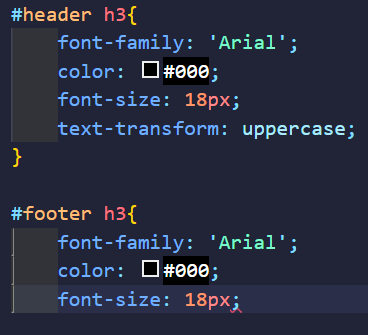 #header h3{
font-family: 'Arial';
color: #000;
font-size: 18px;
text-transform: uppercase;
}
#footer h3{
font-family: 'Arial';
color: #000;
font-size: 18px;